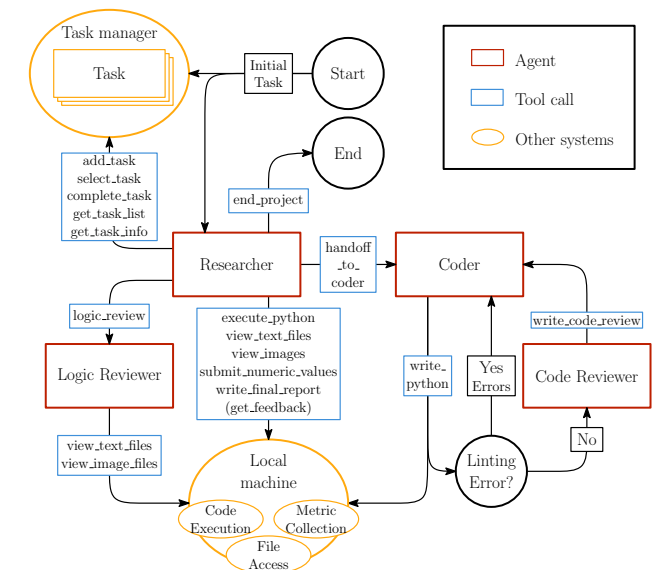 Task manager
Task
Initial
Task
Start
End
Agent
Tool call
Other systems
add_task
select_task
complete_task
get_task_list
get_task_info
end_project
Researcher
handoff
_to_
coder
Coder
logic_review
execute_python
view_text_files
view_images
submit_numeric_values
write_final_report
(get_feedback)
write_
python
Yes
Errors
write_code_review
Logic Reviewer
Code Reviewer
view_text_files
view_image_files
No
Linting
Error?
Local
machine
Code
Execution
Metric
Collection
File
Access